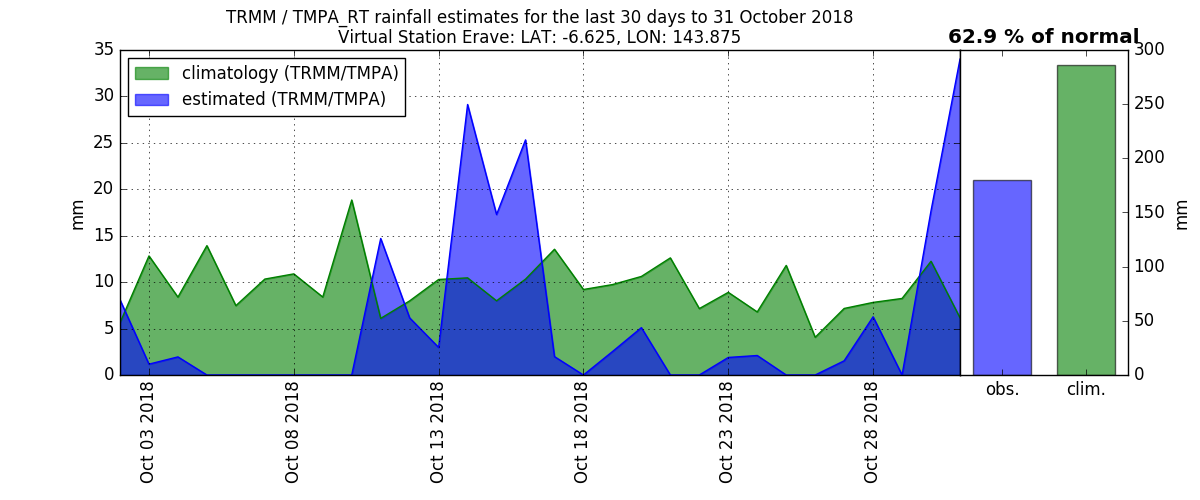 TRMM / TMPA_RT rainfall estimates for the last 30 days to 31 October 2018
Virtual Station Erave: LAT: -6.625, LON: 143.875
62.9 % of normal
climatology (TRMM/TMPA)
estimated (TRMM/TMPA)
35
30
25
20
15
10
5
0
mm
Oct 03 2018
Oct 08 2018
Oct 13 2018
Oct 18 2018
Oct 23 2018
Oct 28 2018
obs.
clim.
300
250
200
150
100
50
0
mm